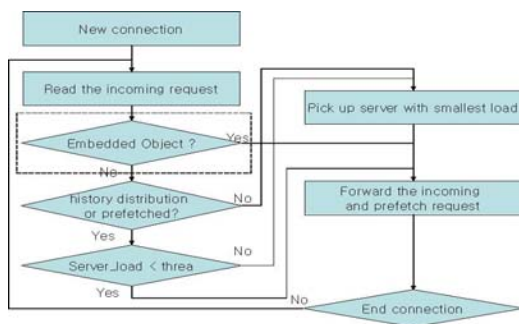 New connection
Read the incoming request
Pick up server with smallest load
Embedded Object ?
Yes
No
history distribution
or prefetched?
No
Forward the incoming
and prefetch request
Yes
No
Server_load < threa
Yes
No
End connection